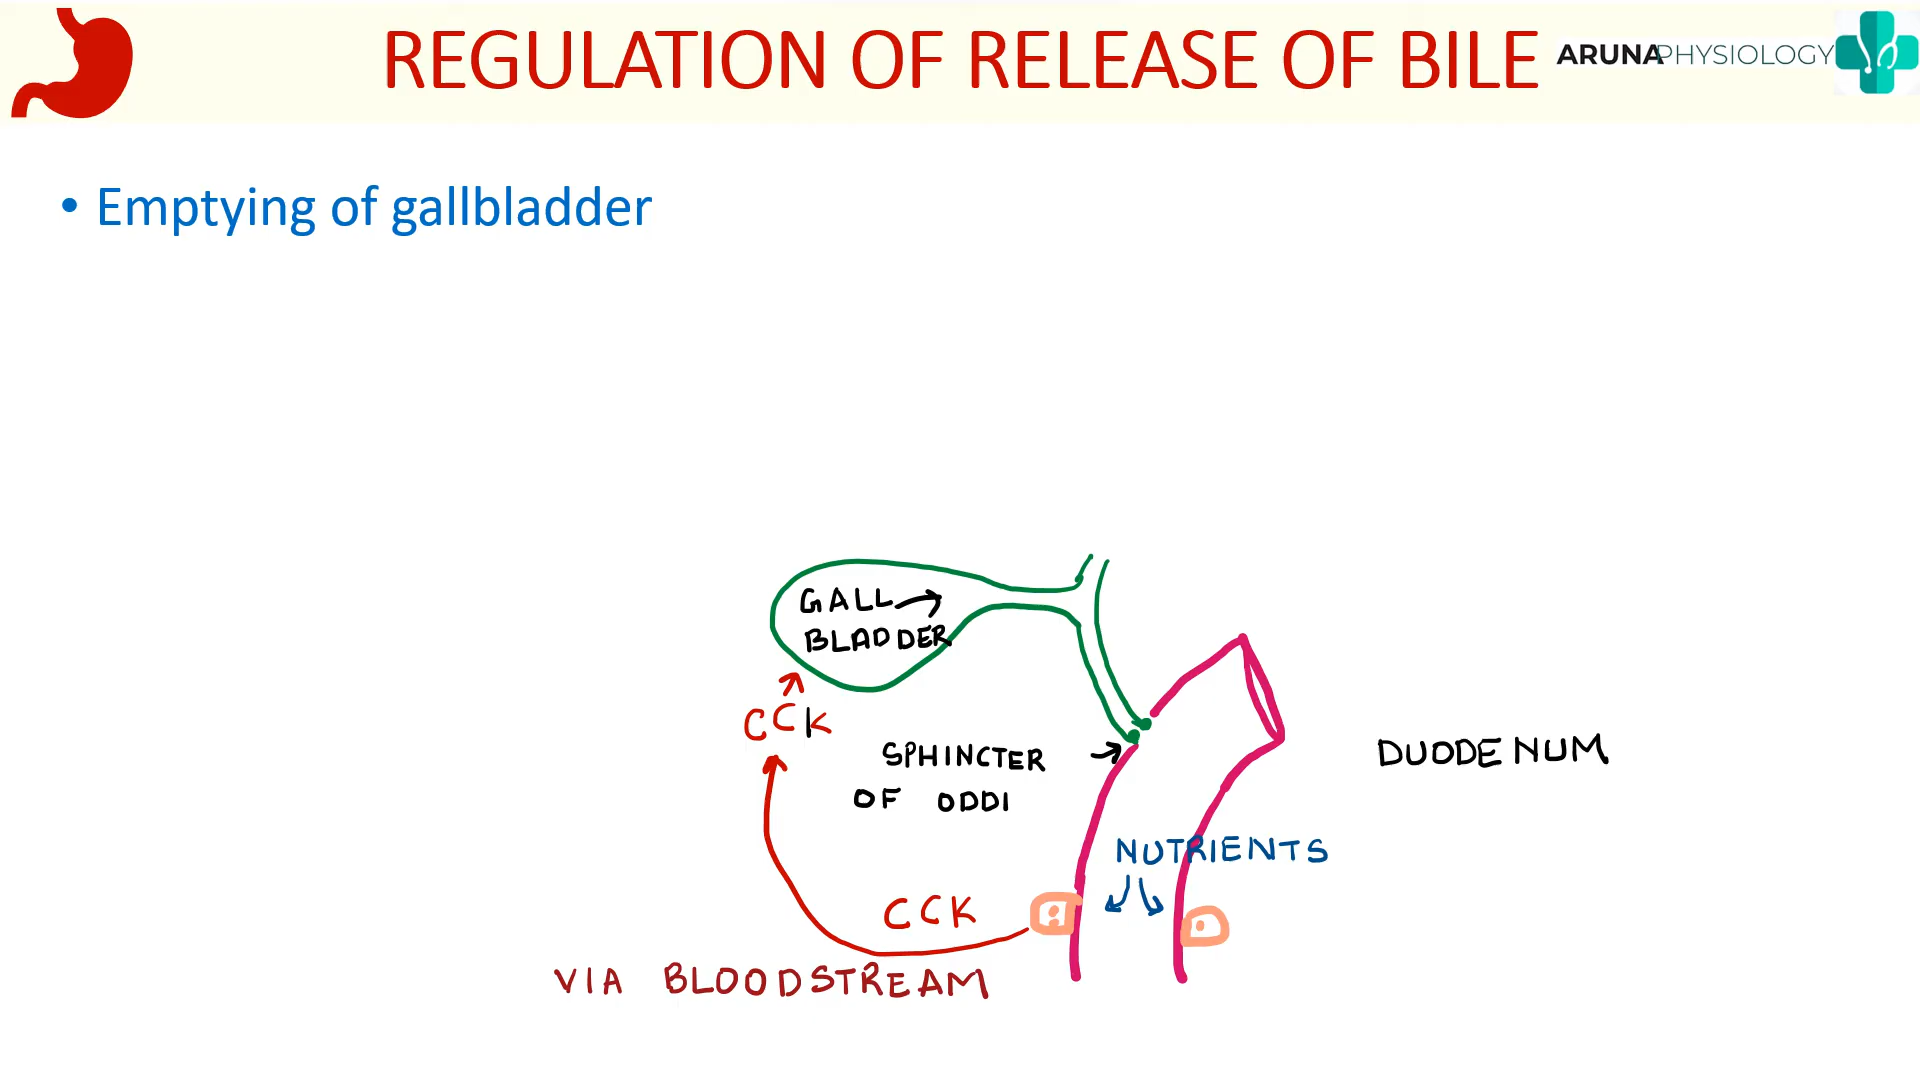 REGULATION OF RELEASE OF BILE
ARUNAPHYSIOLOGY
• Emptying of gallbladder
GALL
BLADDER
CCK
SPHINCTER
OF ODDI
DUODENUM
NUTRIENTS
CCK
VIA BLOODSTREAM